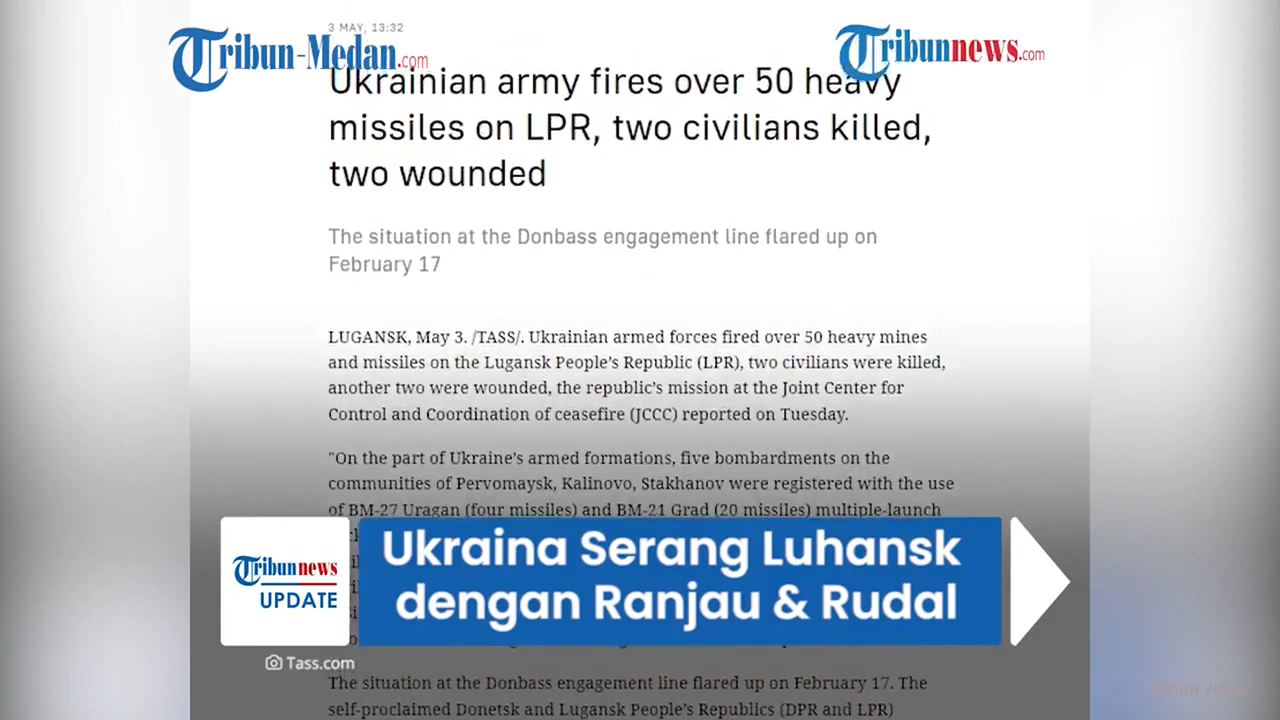 3 MAY, 13:32
Tribun-Medan.com
Tribunnews.com
Ukrainian army fires over 50 heavy
missiles on LPR, two civilians killed,
two wounded
The situation at the Donbass engagement line flared up on
February 17
LUGANSK, May 3. /TASS/. Ukrainian armed forces fired over 50 heavy mines
and missiles on the Lugansk People's Republic (LPR), two civilians were killed,
another two were wounded, the republic's mission at the Joint Center for
Control and Coordination of ceasefire (JCCC) reported on Tuesday.
"On the part of Ukraine's armed formations, five bombardments on the
communities of Pervomaysk, Kalinovo, Stakhanov were registered with the use
of BM-27 Uragan (four missiles) and BM-21 Grad (20 missiles) multiple-launch
Tribunnews
UPDATE
Ukraina Serang Luhansk
dengan Ranjau & Rudal
Tass.com
The situation at the Donbass engagement line flared up on February 17. The
self-proclaimed Donetsk and Lugansk People's Republics (DPR and LPR)